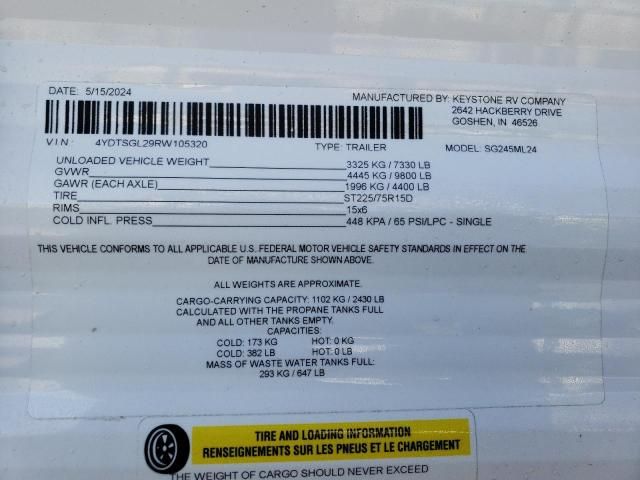 DATE: 5/15/2024
MANUFACTURED BY: KEYSTONE RV COMPANY
2642 HACKBERRY DRIVE
GOSHEN, IN 46526
V I N : 4YDTSGL29RW105320 TYPE: TRAILER MODEL: SG245ML24
UNLOADED VEHICLE WEIGHT 3325 KG / 7330 LB
GVWR 4445 KG / 9800 LB
GAWR (EACH AXLE) 1996 KG / 4400 LB
TIRE ST225/75R15D
RIMS 15x6
COLD INFL. PRESS 448 KPA / 65 PSI/LPC - SINGLE
THIS VEHICLE CONFORMS TO ALL APPLICABLE U.S. FEDERAL MOTOR VEHICLE SAFETY STANDARDS IN EFFECT ON THE
DATE OF MANUFACTURE SHOWN ABOVE.
ALL WEIGHTS ARE APPROXIMATE.
CARGO-CARRYING CAPACITY: 1102 KG / 2430 LB
CALCULATED WITH THE PROPANE TANKS FULL
AND ALL OTHER TANKS EMPTY.
CAPACITIES:
COLD: 173 KG HOT: 0 KG
COLD: 382 LB HOT: 0 LB
MASS OF WASTE WATER TANKS FULL:
293 KG / 647 LB
TIRE AND LOADING INFORMATION
RENSEIGNEMENTS SUR LES PNEUS ET LE CHARGEMENT
THE WEIGHT OF CARGO SHOULD NEVER EXCEED